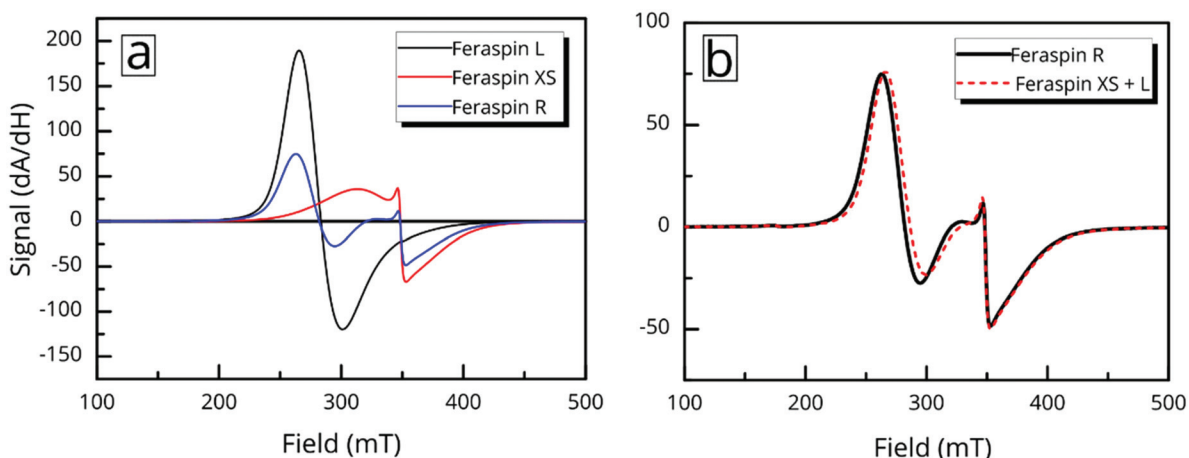 a
Feraspin L
Feraspin XS
Feraspin R
Signal (dA/dH)
200
150
100
50
0
-50
-100
-150
100
200
300
400
500
Field (mT)
b
Feraspin R
Feraspin XS + L
100
50
0
-50
100
200
300
400
500
Field (mT)